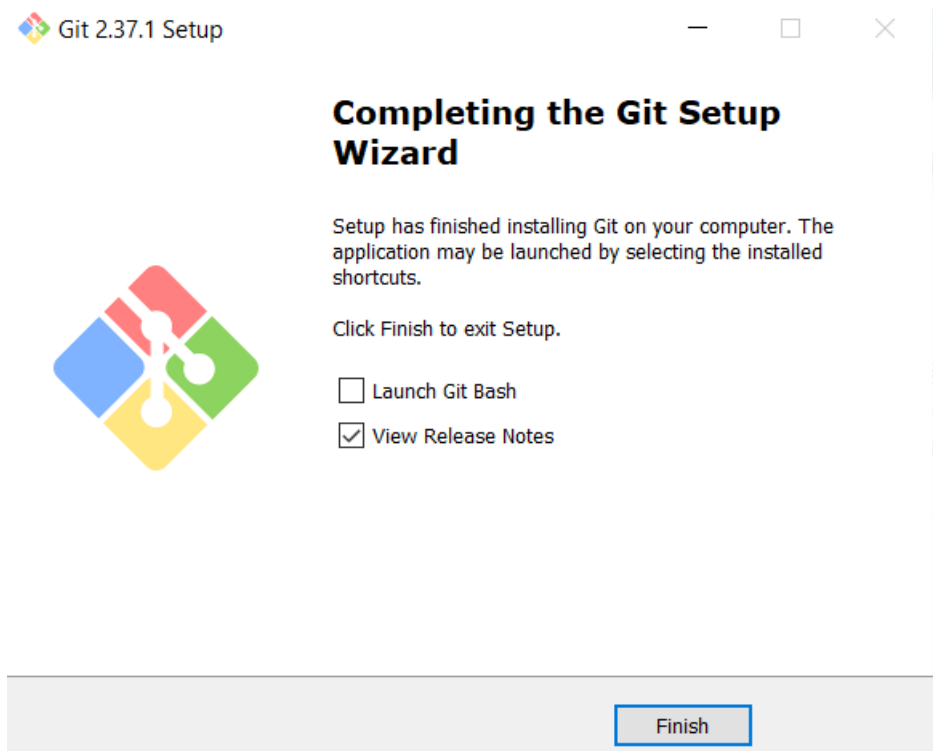 Git 2.37.1 Setup
Completing the Git Setup
Wizard
Setup has finished installing Git on your computer. The
application may be launched by selecting the installed
shortcuts.
Click Finish to exit Setup.
Launch Git Bash
View Release Notes
Finish